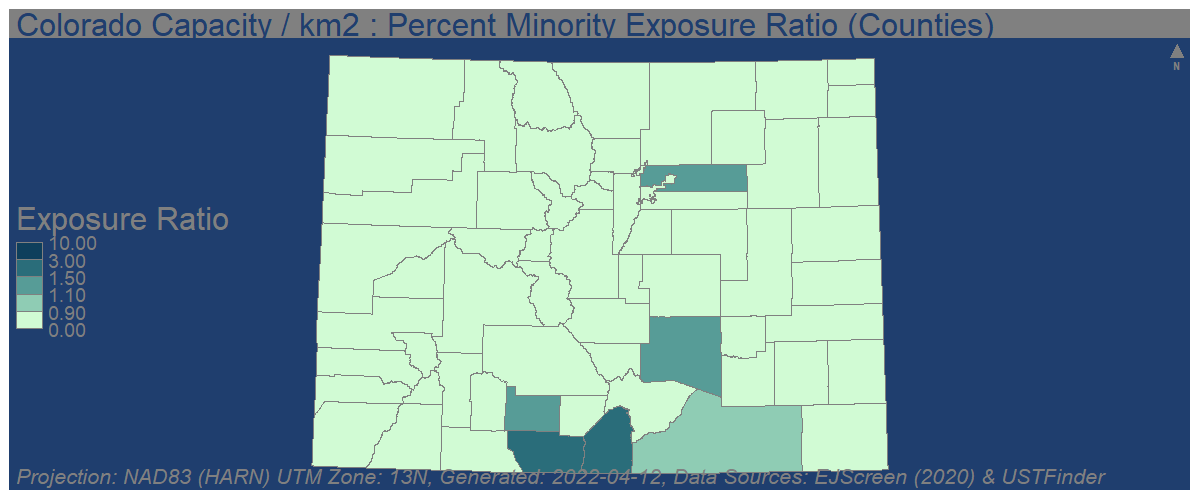 Colorado Capacity / km2 : Percent Minority Exposure Ratio (Counties)
N
Exposure Ratio
10.00
3.00
1.50
1.10
0.90
0.00
Projection: NAD83 (HARN) UTM Zone: 13N, Generated: 2022-04-12, Data Sources: EJScreen (2020) & USTFinder